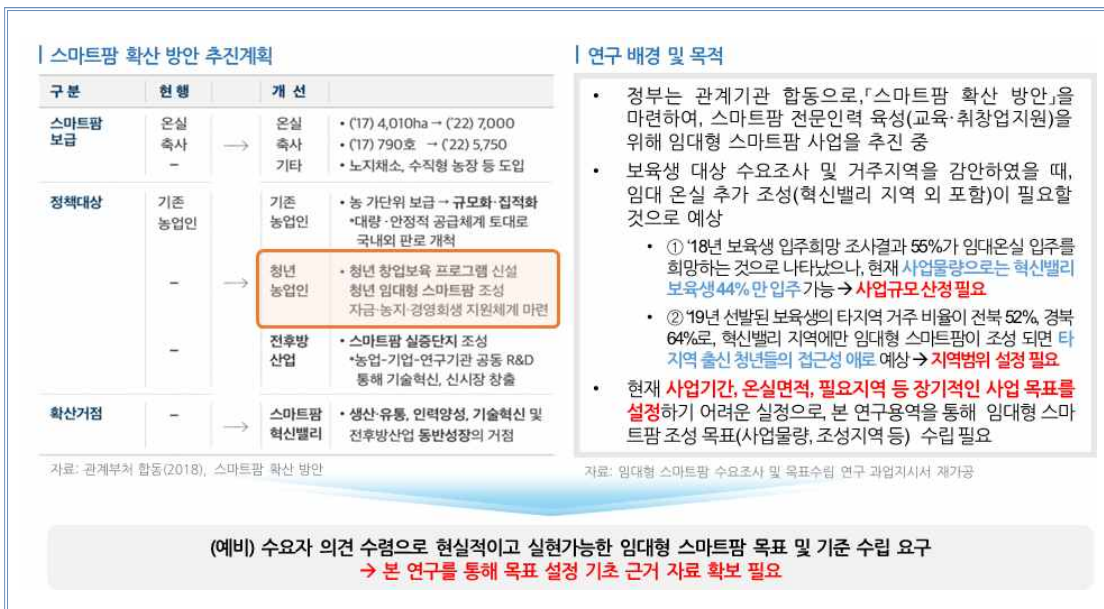 스마트팜 확산 방안 추진계획
구분 현행 개선
스마트팜 보급 온실 → 온실 • ('17) 4,010ha → ('22) 7,000
축사 축사 • ('17) 790호 → ('22) 5,750
– 기타 • 노지채소, 수직형 농장 등 도입
정책대상 기존 농업인 기존 농업인 • 농 가단위 보급 → 규모화·집적화
*대량·안정적 공급체계 토대로
국내외 판로 개척
– → 청년 농업인 • 청년 창업보육 프로그램 신설
청년 임대형 스마트팜 조성
자금·농지·경영회생 지원체계 마련
– 전후방 산업 • 스마트팜 실증단지 조성
*농업-기업-연구기관 공동 R&D
통해 기술혁신, 신시장 창출
확산거점 – → 스마트팜 혁신밸리 • 생산·유통, 인력양성, 기술혁신 및
전후방산업 동반성장의 거점
자료: 관계부처 합동(2018), 스마트팜 확산 방안
연구 배경 및 목적
• 정부는 관계기관 합동으로,「스마트팜 확산 방안」을
마련하여, 스마트팜 전문인력 육성(교육·취창업지원)을
위해 임대형 스마트팜 사업을 추진 중
• 보육생 대상 수요조사 및 거주지역을 감안하였을 때,
임대 온실 추가 조성(혁신밸리 지역 외 포함)이 필요할
것으로 예상
• ① '18년 보육생 입주희망 조사결과 55%가 임대온실 입주를
희망하는 것으로 나타났으나, 현재 사업물량으로는 혁신밸리
보육생 44%만 입주 가능 → 사업규모 산정 필요
• ② '19년 선발된 보육생의 타지역 거주 비율이 전북 52%, 경북
64%로, 혁신밸리 지역에만 임대형 스마트팜이 조성 되면 타
지역 출신 청년들의 접근성 애로 예상 → 지역범위 설정 필요
• 현재 사업기간, 온실면적, 필요지역 등 장기적인 사업 목표를
설정하기 어려운 실정으로, 본 연구용역을 통해 임대형 스마
트팜 조성 목표(사업물량, 조성지역 등) 수립 필요
자료: 임대형 스마트팜 수요조사 및 목표수립 연구 과업지시서 재가공
(예비) 수요자 의견 수렴으로 현실적이고 실현가능한 임대형 스마트팜 목표 및 기준 수립 요구
→ 본 연구를 통해 목표 설정 기초 근거 자료 확보 필요